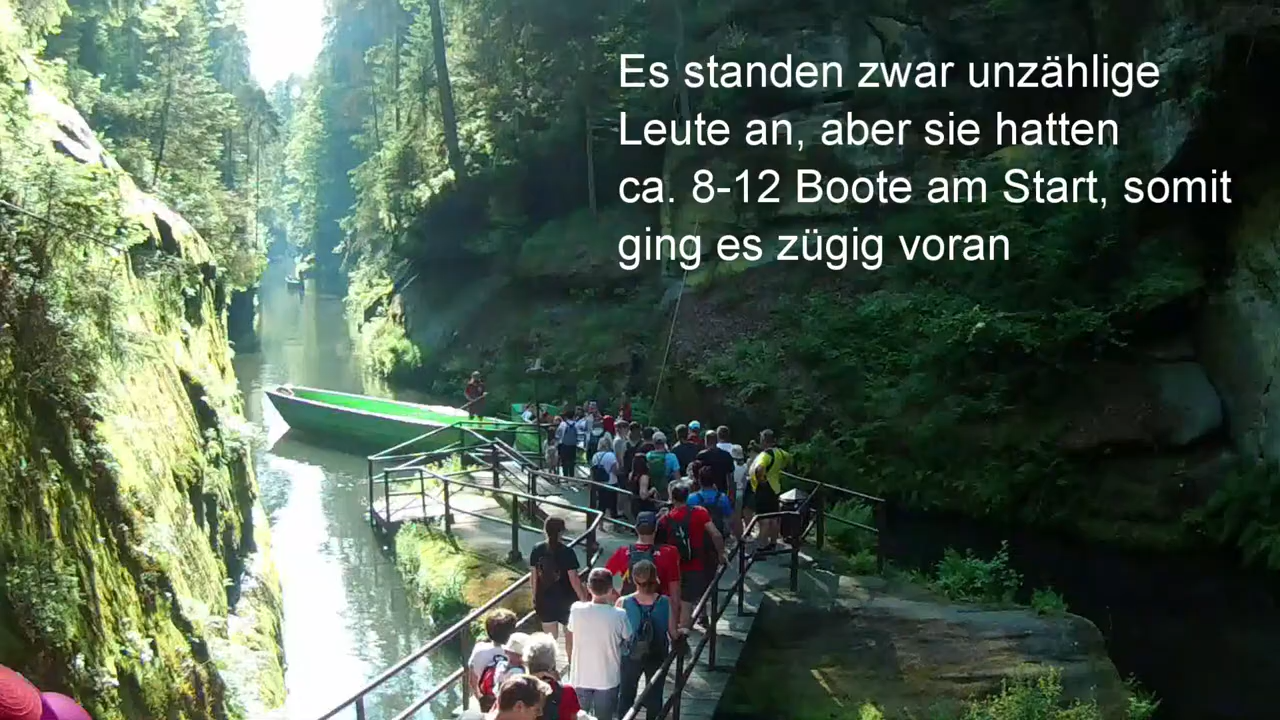 Es standen zwar unzählige
Leute an, aber sie hatten
ca. 8-12 Boote am Start, somit
ging es zügig voran